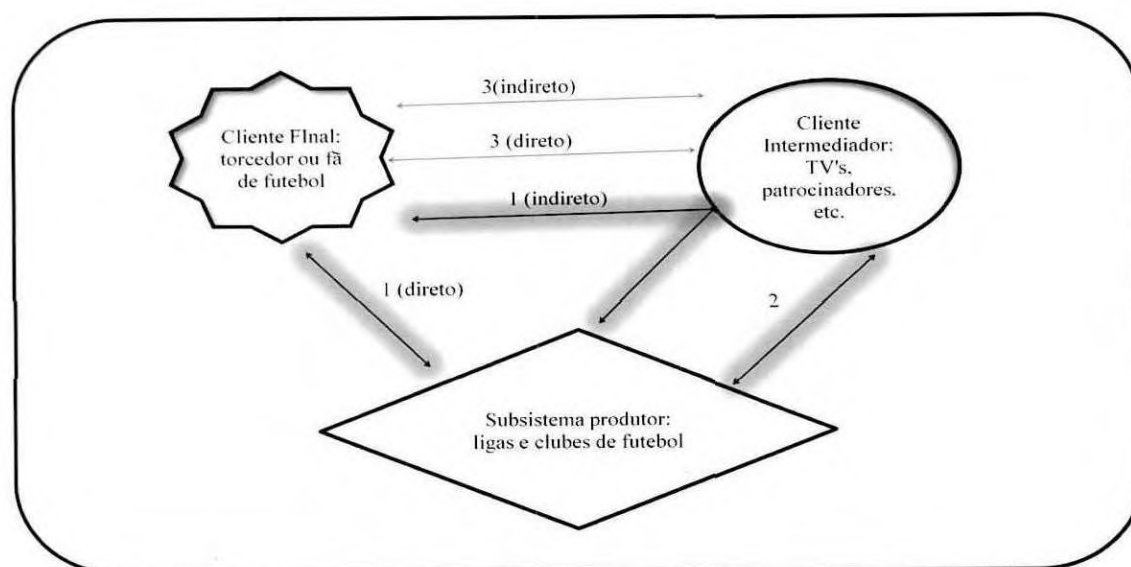 3(indireto)
Cliente FInal:
torcedor ou fã
de futebol
3 (direto)
Cliente
Intermediador:
TV's,
patrocinadores,
etc.
1 (indireto)
1 (direto)
2
Subsistema produtor:
ligas e clubes de futebol